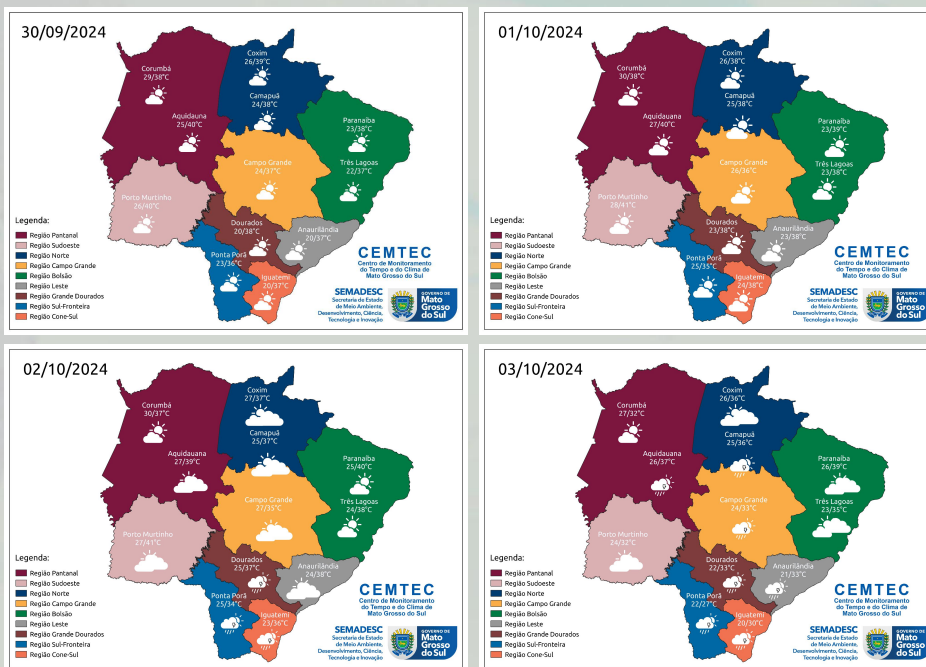 30/09/2024
Coxim
26/39°C
Corumbá
29/38°C
Camapuã
24/38°C
Aquidauna
25/40°C
Paranaíba
23/38°C
Campo Grande
24/37°C
Três Lagoas
22/37°C
Porto Murtinho
26/40°C
Dourados
20/38°C
Anaurilândia
20/37°C
Ponta Porã
23/36°C
Iguatemi
20/37°C
Legenda:
Região Pantanal
Região Sudoeste
Região Norte
Região Campo Grande
Região Bolsão
Região Leste
Região Grande Dourados
Região Sul-Fronteira
Região Cone-Sul
CEMTEC
Centro de Monitoramento
do Tempo e do Clima de
Mato Grosso do Sul
SEMADESC
Secretaria de Estado
de Meio Ambiente,
Desenvolvimento, Ciência,
Tecnologia e Inovação
GOVERNO DE
Mato
Grosso
do Sul
01/10/2024
Coxim
26/38°C
Corumbá
30/38°C
Camapuã
25/38°C
Aquidauana
27/40°C
Paranaíba
23/39°C
Campo Grande
26/36°C
Três Lagoas
23/38°C
Porto Murtinho
28/41°C
Dourados
23/38°C
Anaurilândia
23/38°C
Ponta Porã
25/35°C
Iguatemi
24/38°C
Legenda:
Região Pantanal
Região Sudoeste
Região Norte
Região Campo Grande
Região Bolsão
Região Leste
Região Grande Dourados
Região Sul-Fronteira
Região Cone-Sul
CEMTEC
Centro de Monitoramento
do Tempo e do Clima de
Mato Grosso do Sul
SEMADESC
Secretaria de Estado
de Meio Ambiente,
Desenvolvimento, Ciência,
Tecnologia e Inovação
GOVERNO DE
Mato
Grosso
do Sul
02/10/2024
Coxim
27/37°C
Corumbá
30/37°C
Camapuã
25/37°C
Aquidauana
27/39°C
Paranaíba
25/40°C
Campo Grande
27/35°C
Três Lagoas
24/38°C
Porto Murtinho
27/41°C
Dourados
25/37°C
Anaurilândia
24/38°C
Ponta Porã
25/34°C
Iguatemi
23/36°C
Legenda:
Região Pantanal
Região Sudoeste
Região Norte
Região Campo Grande
Região Bolsão
Região Leste
Região Grande Dourados
Região Sul-Fronteira
Região Cone-Sul
CEMTEC
Centro de Monitoramento
do Tempo e do Clima de
Mato Grosso do Sul
SEMADESC
Secretaria de Estado
de Meio Ambiente,
Desenvolvimento, Ciência,
Tecnologia e Inovação
GOVERNO DE
Mato
Grosso
do Sul
03/10/2024
Coxim
26/36°C
Corumbá
27/32°C
Camapuã
25/36°C
Aquidauana
26/37°C
Paranaíba
26/39°C
Campo Grande
24/33°C
Três Lagoas
23/35°C
Porto Murtinho
24/32°C
Dourados
22/33°C
Anaurilândia
21/33°C
Ponta Porã
22/27°C
Iguatemi
20/30°C
Legenda:
Região Pantanal
Região Sudoeste
Região Norte
Região Campo Grande
Região Bolsão
Região Leste
Região Grande Dourados
Região Sul-Fronteira
Região Cone-Sul
CEMTEC
Centro de Monitoramento
do Tempo e do Clima de
Mato Grosso do Sul
SEMADESC
Secretaria de Estado
de Meio Ambiente,
Desenvolvimento, Ciência,
Tecnologia e Inovação
GOVERNO DE
Mato
Grosso
do Sul